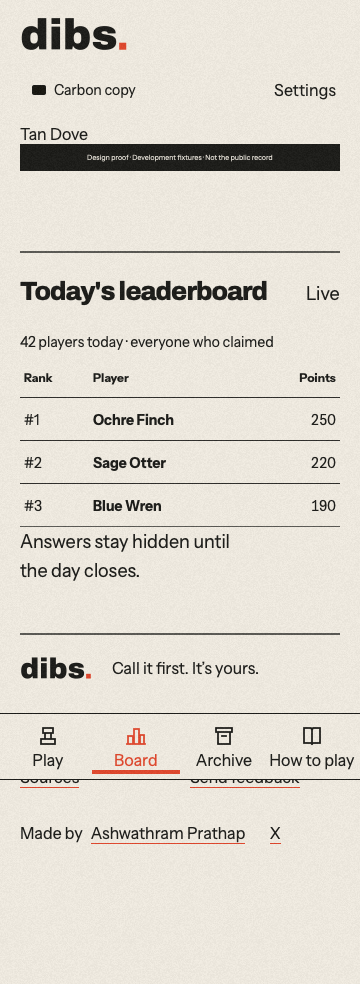 dibs.
Carbon copy Settings
Tan Dove
Design proof · Development fixtures · Not the public record
Today's leaderboard Live
42 players today · everyone who claimed
Rank Player Points
#1 Ochre Finch 250
#2 Sage Otter 220
#3 Blue Wren 190
Answers stay hidden until
the day closes.
dibs. Call it first. It's yours.
Play Board Archive How to play
Sources Send feedback
Made by Ashwathram Prathap X